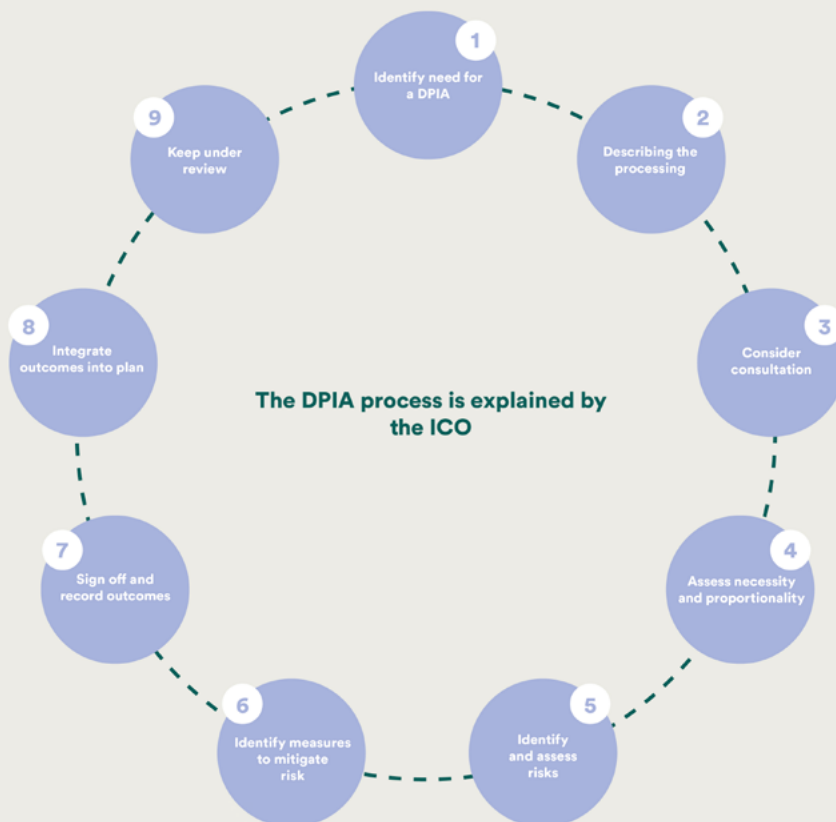 1
Identify need for
a DPIA
2
Describing the
processing
3
Consider
consultation
4
Assess necessity
and proportionality
5
Identify
and assess
risks
6
Identify measures
to mitigate
risk
7
Sign off and
record outcomes
8
Integrate
outcomes into plan
9
Keep under
review
The DPIA process is explained by
the ICO